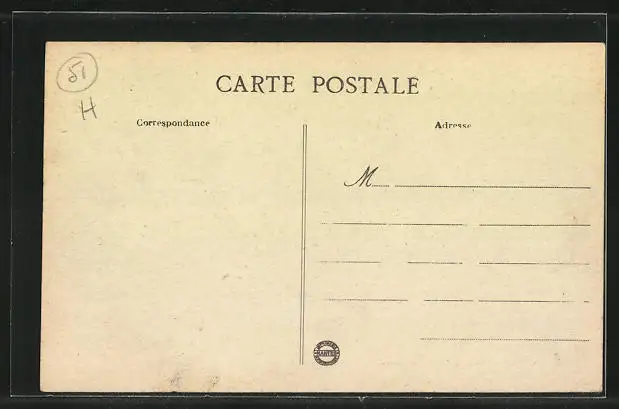 51
H
CARTE POSTALE
Correspondance
Adresse
M